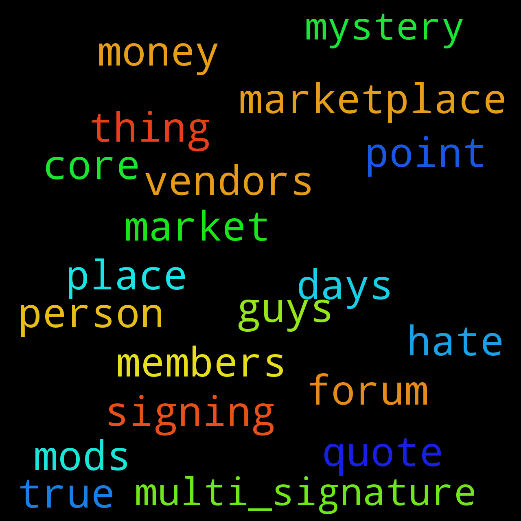 mystery
money
marketplace
thing
point
core
vendors
market
place
days
person
guys
hate
members
forum
signing
mods
quote
true
multi_signature